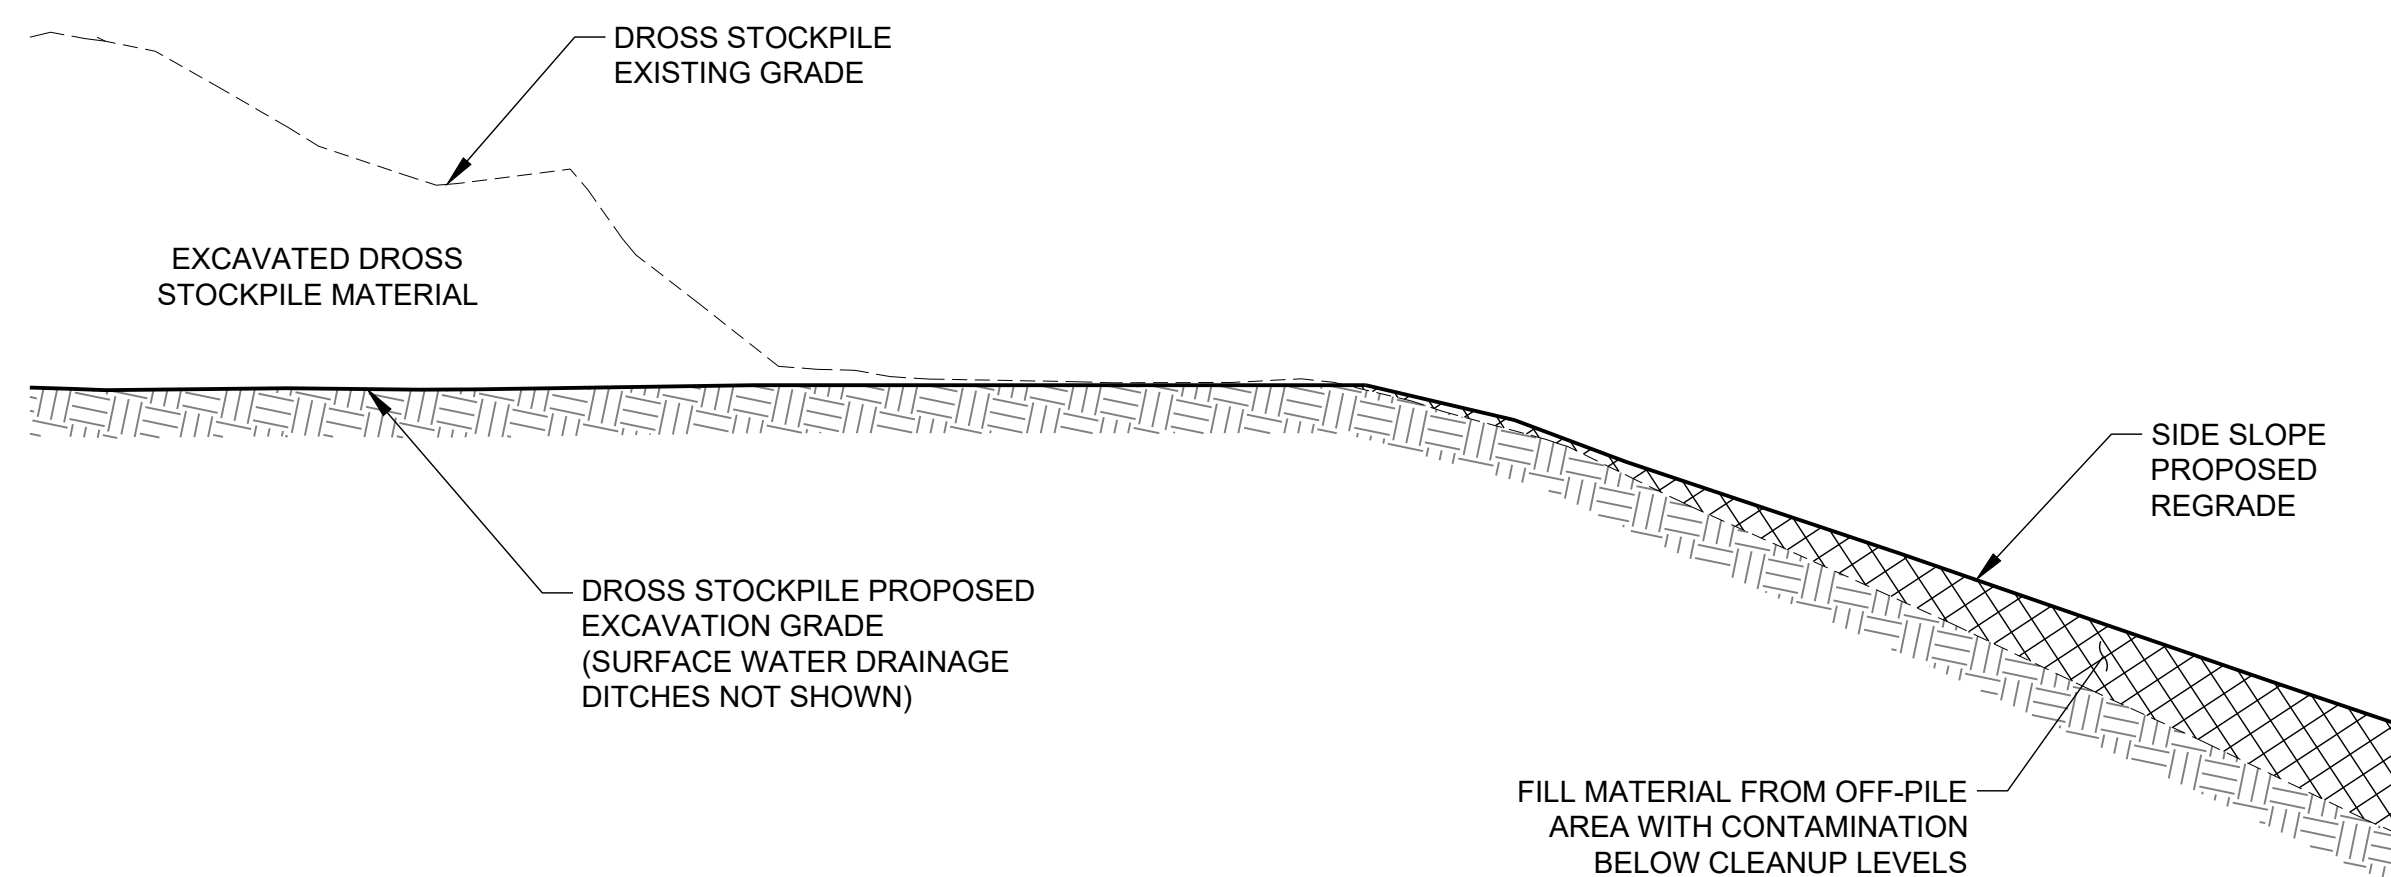 DROSS STOCKPILE
EXISTING GRADE
EXCAVATED DROSS
STOCKPILE MATERIAL
SIDE SLOPE
PROPOSED
REGRADE
DROSS STOCKPILE PROPOSED
EXCAVATION GRADE
(SURFACE WATER DRAINAGE
DITCHES NOT SHOWN)
FILL MATERIAL FROM OFF-PILE
AREA WITH CONTAMINATION
BELOW CLEANUP LEVELS